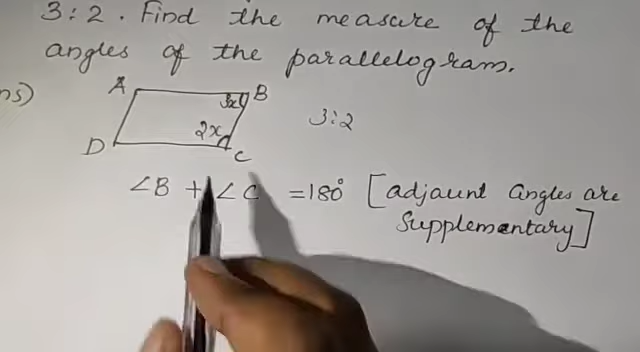 3:2. Find the measure of the
angles of the parallelogram.
ns)
A
B
3x
3:2
2x
D
C
∠B + ∠C = 180° [adjaunt angles are
Supplementary]